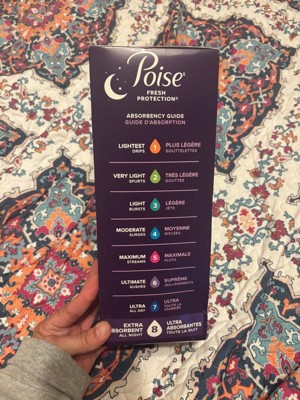 Poise®
FRESH
PROTECTION®
ABSORBENCY GUIDE
GUIDE D'ABSORPTION
LIGHTEST 1 PLUS LÉGÈRE
DRIPS GOUTTELETTES
VERY LIGHT 2 TRÈS LÉGÈRE
SPURTS GOUTTES
LIGHT 3 LÉGÈRE
BURSTS JETS
MODERATE 4 MOYENNE
SURGES GICLÉES
MAXIMUM 5 MAXIMALE
STREAMS FLOTS
ULTIMATE 6 SUPRÊME
GUSHES JAILLISSEMENTS
ULTRA 7 ULTRA
ALL DAY TOUTE LA
JOURNÉE
EXTRA 8 ULTRA
ABSORBENT ABSORBANTES
ALL NIGHT TOUTE LA NUIT